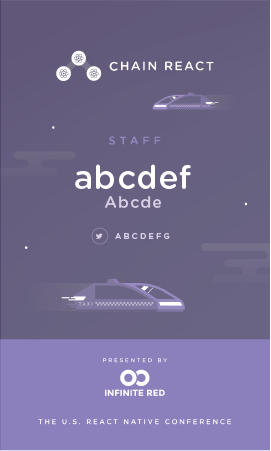 CHAIN REACT
STAFF
abcdef
Abcde
ABCDEFG
TAXI
PRESENTED BY
INFINITE RED
THE U.S. REACT NATIVE CONFERENCE